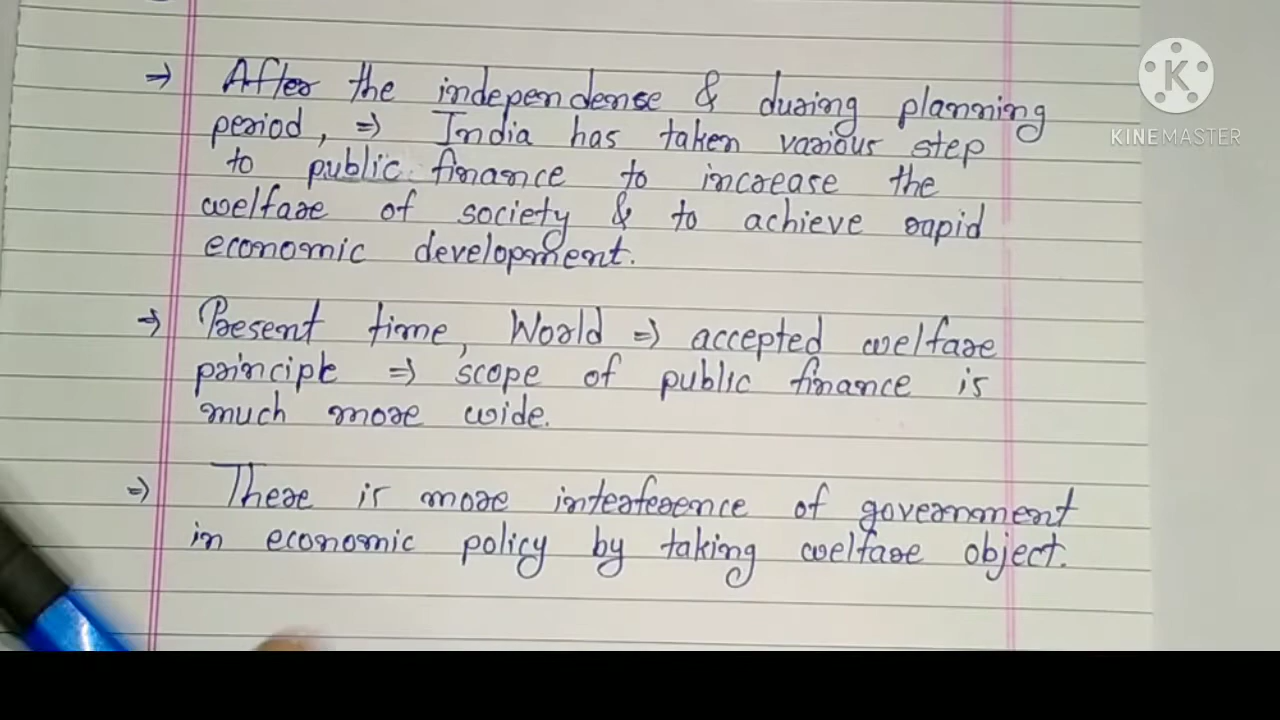 ⇒ After the independense & during planning
period, ⇒ India has taken various step
to public finance to increase the
welfare of society & to achieve rapid
economic development.
⇒ Present time, World ⇒ accepted welfare
principle ⇒ scope of public finance is
much more wide.
⇒ There is more interference of government
in economic policy by taking welfare object.
K
KINEMASTER